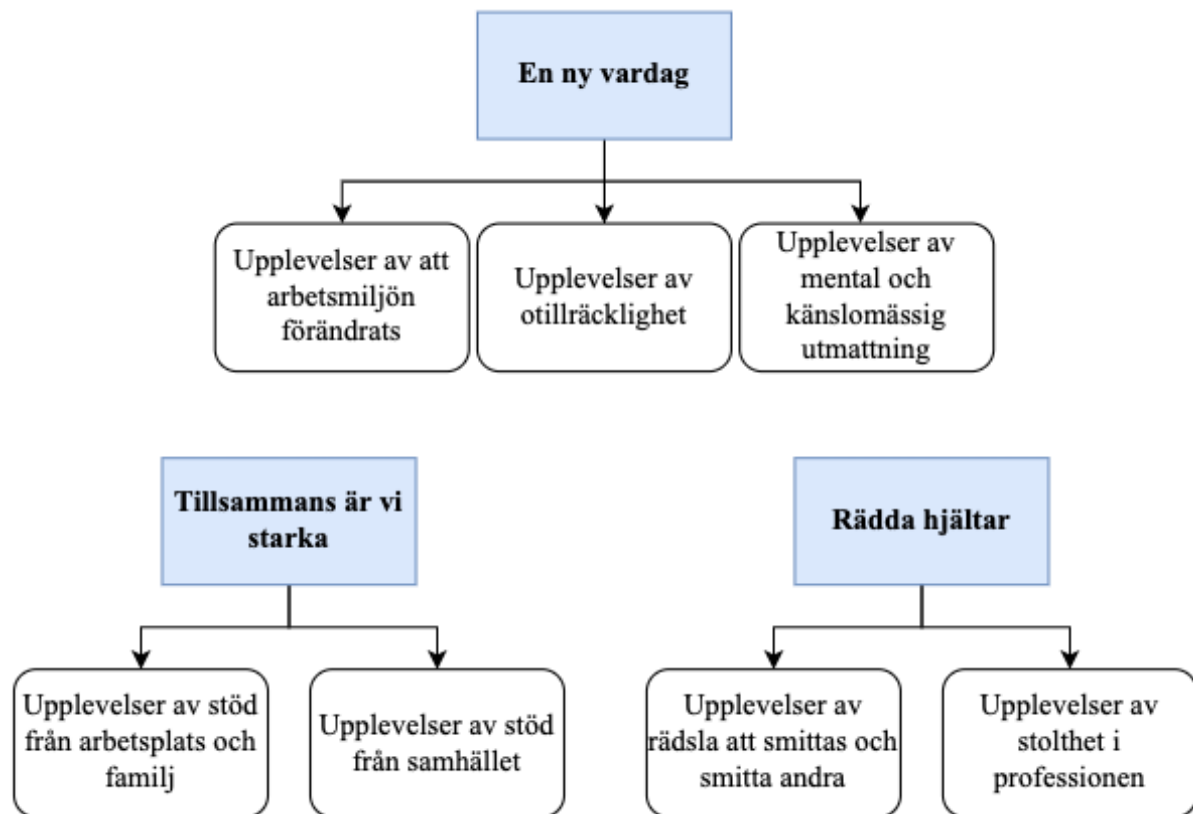 En ny vardag
Upplevelser av att
arbetsmiljön
förändrats
Upplevelser av
otillräcklighet
Upplevelser av
mental och
känslomässig
utmattning
Tillsammans är vi
starka
Rädda hjältar
Upplevelser av stöd
från arbetsplats och
familj
Upplevelser av stöd
från samhället
Upplevelser av
rädsla att smittas och
smitta andra
Upplevelser av
stolthet i
professionen